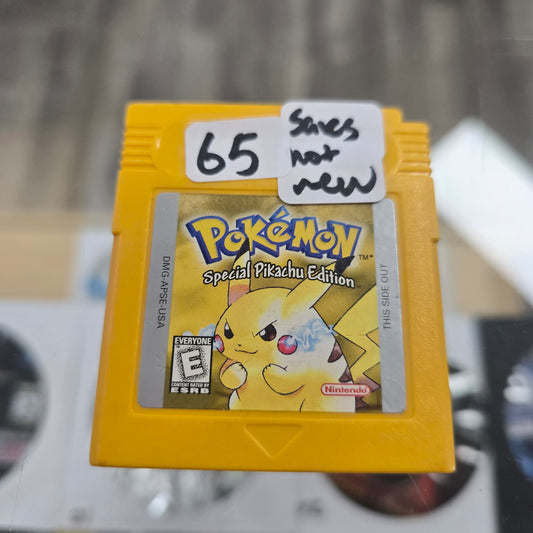 65
Saves
not
new
POKÉMON
TM
Special Pikachu Edition
DMG-APSE-USA
THIS SIDE OUT
EVERYONE
E
CONTENT RATED BY
ESRB
Nintendo